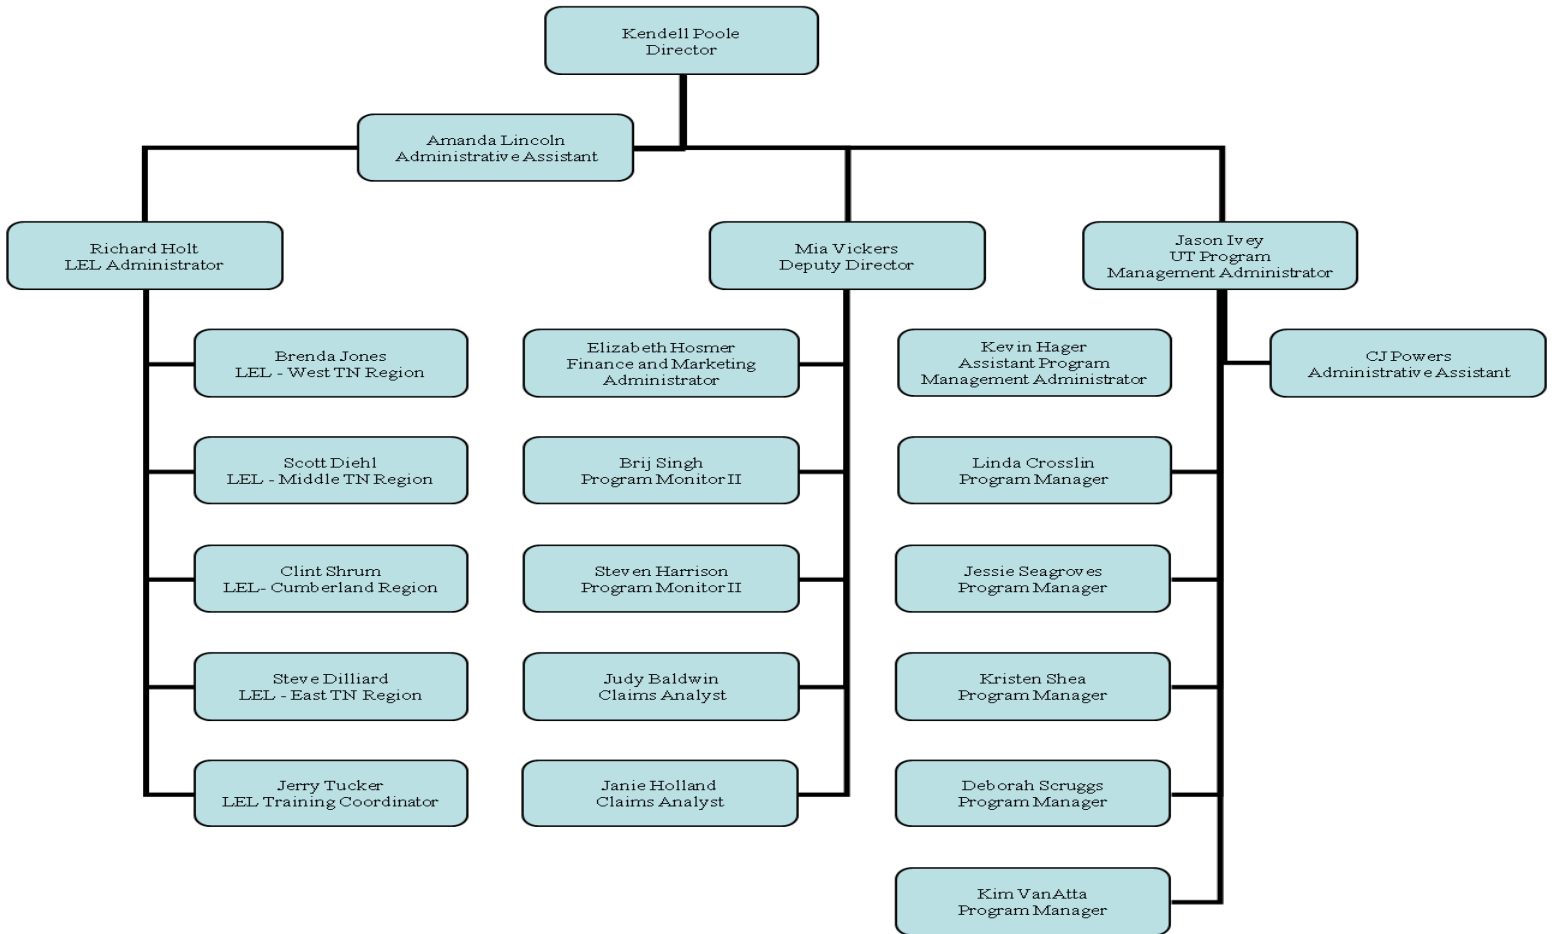 Kendell Poole
Director
Amanda Lincoln
Administrative Assistant
Richard Holt
LEL Administrator
Mia Vickers
Deputy Director
Jason Ivey
UT Program
Management Administrator
Brenda Jones
LEL - West TN Region
Elizabeth Hosmer
Finance and Marketing
Administrator
Kevin Hager
Assistant Program
Management Administrator
CJ Powers
Administrative Assistant
Scott Diehl
LEL - Middle TN Region
Brij Singh
Program Monitor II
Linda Crosslin
Program Manager
Clint Shrum
LEL- Cumberland Region
Steven Harrison
Program Monitor II
Jessie Seagroves
Program Manager
Steve Dilliard
LEL - East TN Region
Judy Baldwin
Claims Analyst
Kristen Shea
Program Manager
Jerry Tucker
LEL Training Coordinator
Janie Holland
Claims Analyst
Deborah Scruggs
Program Manager
Kim VanAtta
Program Manager